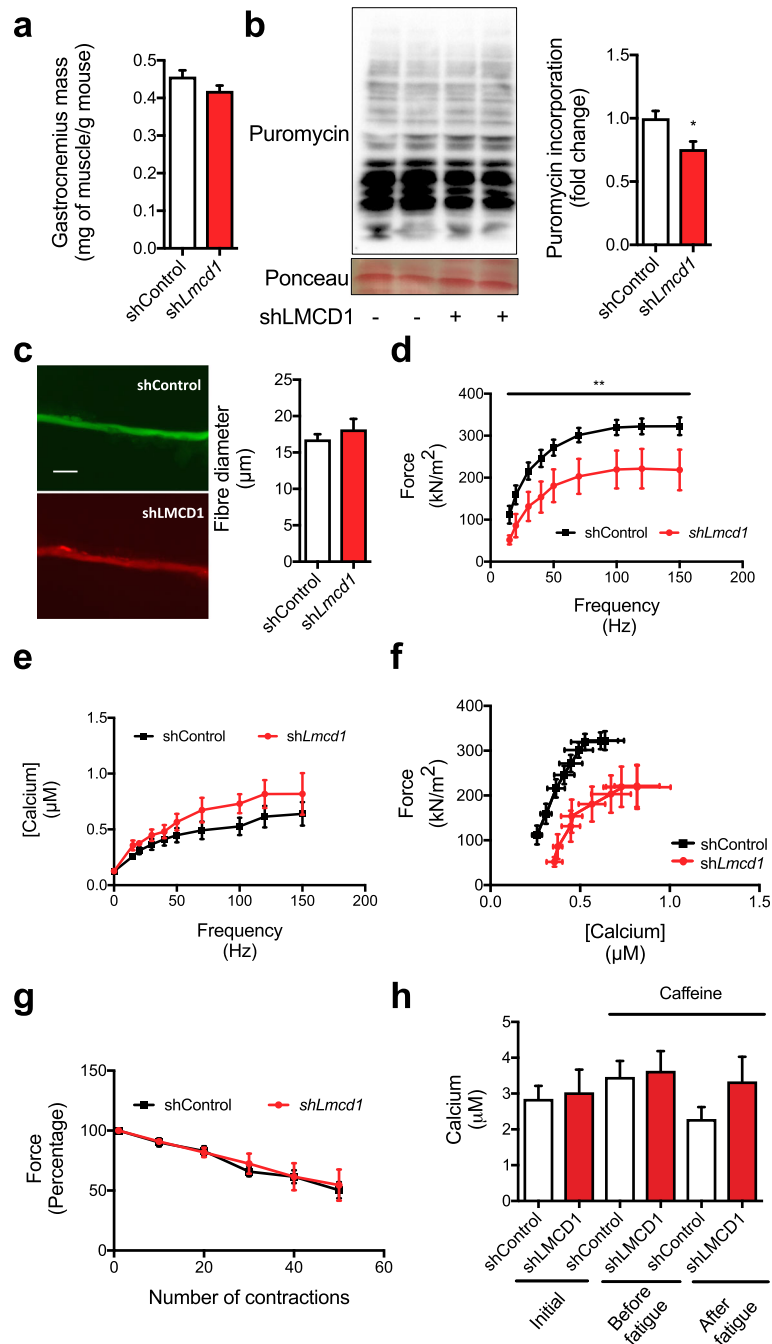 a
Gastrocnemius mass
(mg of muscle/g mouse)
0.5
0.4
0.3
0.2
0.1
0.0
shControl
shLmcd1
b
Puromycin
Ponceau
shLMCD1 - - + +
Puromycin incorporation
(fold change)
1.5
1.0
0.5
0.0
*
shControl
shLmcd1
c
shControl
shLMCD1
Fibre diameter
(µm)
25
20
15
10
5
0
shControl
shLmcd1
d
**
Force
(kN/m²)
400
300
200
100
0
shControl shLmcd1
0 50 100 150 200
Frequency
(Hz)
e
[Calcium]
(µM)
1.5
1.0
0.5
0.0
shControl shLmcd1
0 50 100 150 200
Frequency
(Hz)
f
Force
(kN/m²)
400
300
200
100
0
shControl
shLmcd1
0.0 0.5 1.0 1.5
[Calcium]
(µM)
g
Force
(Percentage)
150
100
50
0
shControl shLmcd1
0 20 40 60
Number of contractions
h
Caffeine
Calcium
(µM)
5
4
3
2
1
0
shControl
shLMCD1
shControl
shLMCD1
shControl
shLMCD1
Initial
Before
fatigue
After
fatigue